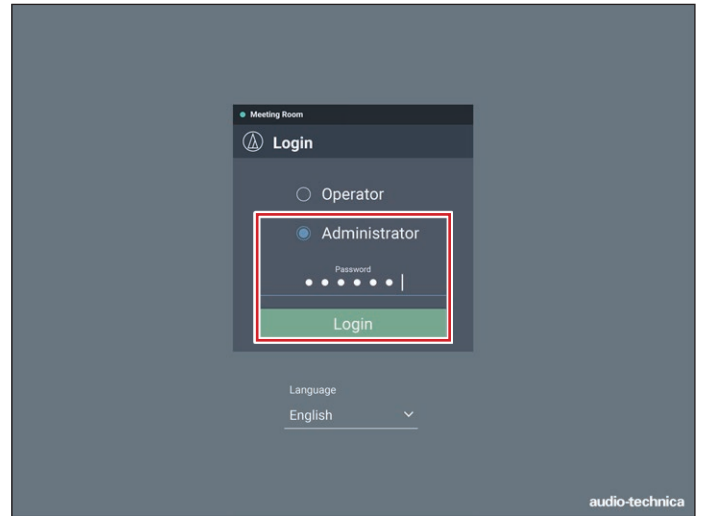 Meeting Room
Login
Operator
Administrator
Password
Login
Language
English
audio-technica